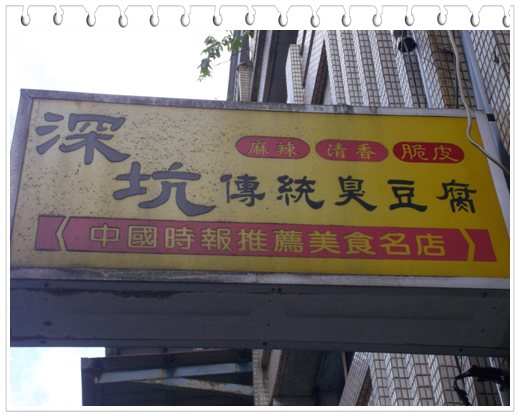 深坑
麻辣 清香 脆皮
傳統臭豆腐
中國時報推薦美食名店